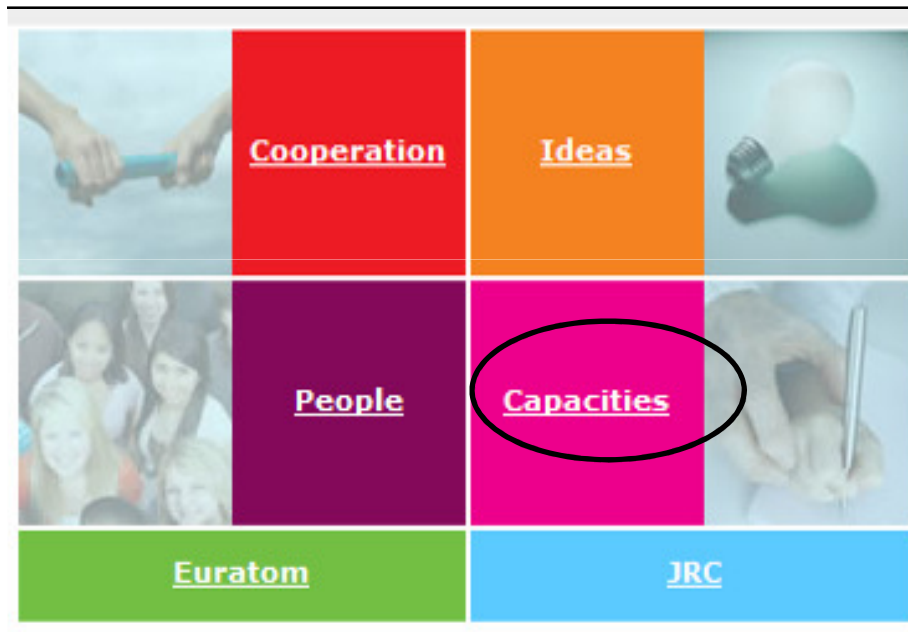 Cooperation
Ideas
People
Capacities
Euratom
JRC